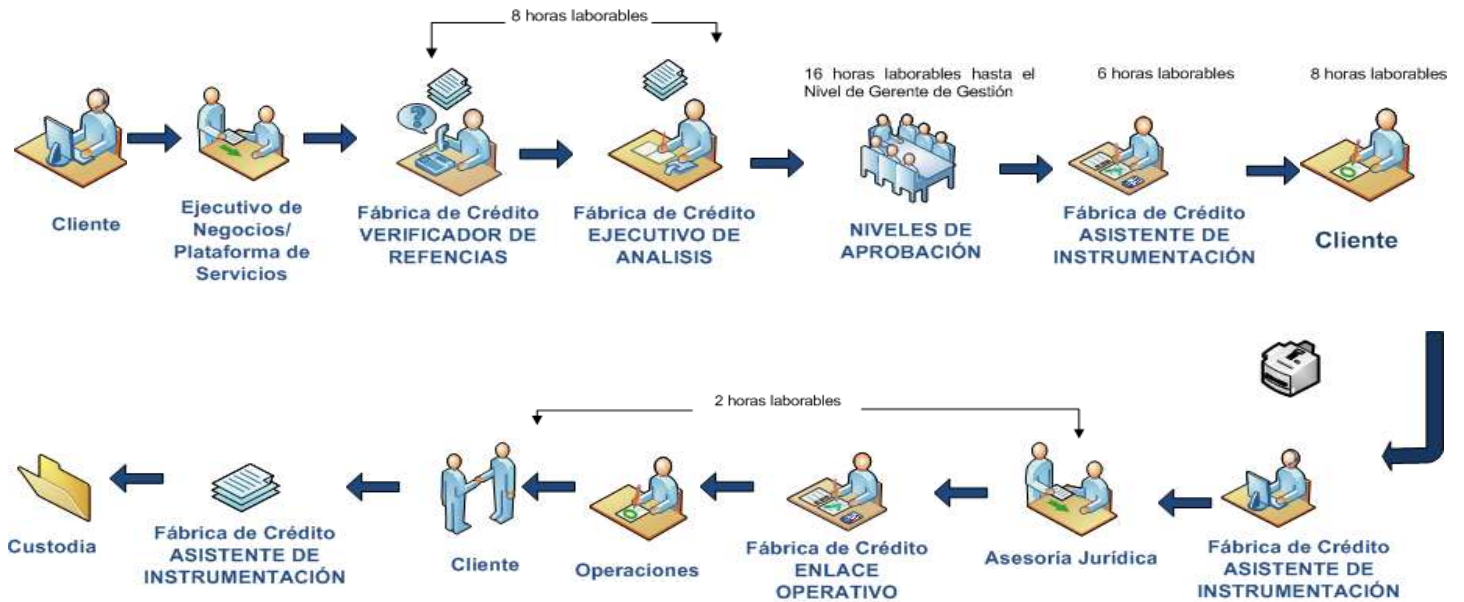 8 horas laborables
16 horas laborables hasta el
Nivel de Gerente de Gestión
6 horas laborables
8 horas laborables
Cliente
Ejecutivo de
Negocios/
Plataforma de
Servicios
Fábrica de Crédito
VERIFICADOR DE
REFENCIAS
Fábrica de Crédito
EJECUTIVO DE
ANALISIS
NIVELES DE
APROBACIÓN
Fábrica de Crédito
ASISTENTE DE
INSTRUMENTACIÓN
Cliente
2 horas laborables
Custodia
Fábrica de Crédito
ASISTENTE DE
INSTRUMENTACIÓN
Cliente
Operaciones
Fábrica de Crédito
ENLACE
OPERATIVO
Asesoría Jurídica
Fábrica de Crédito
ASISTENTE DE
INSTRUMENTACIÓN